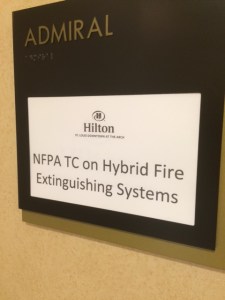 ADMIRAL
Hilton
ST. LOUIS DOWNTOWN AT THE ARCH
NFPA TC on Hybrid Fire
Extinguishing Systems